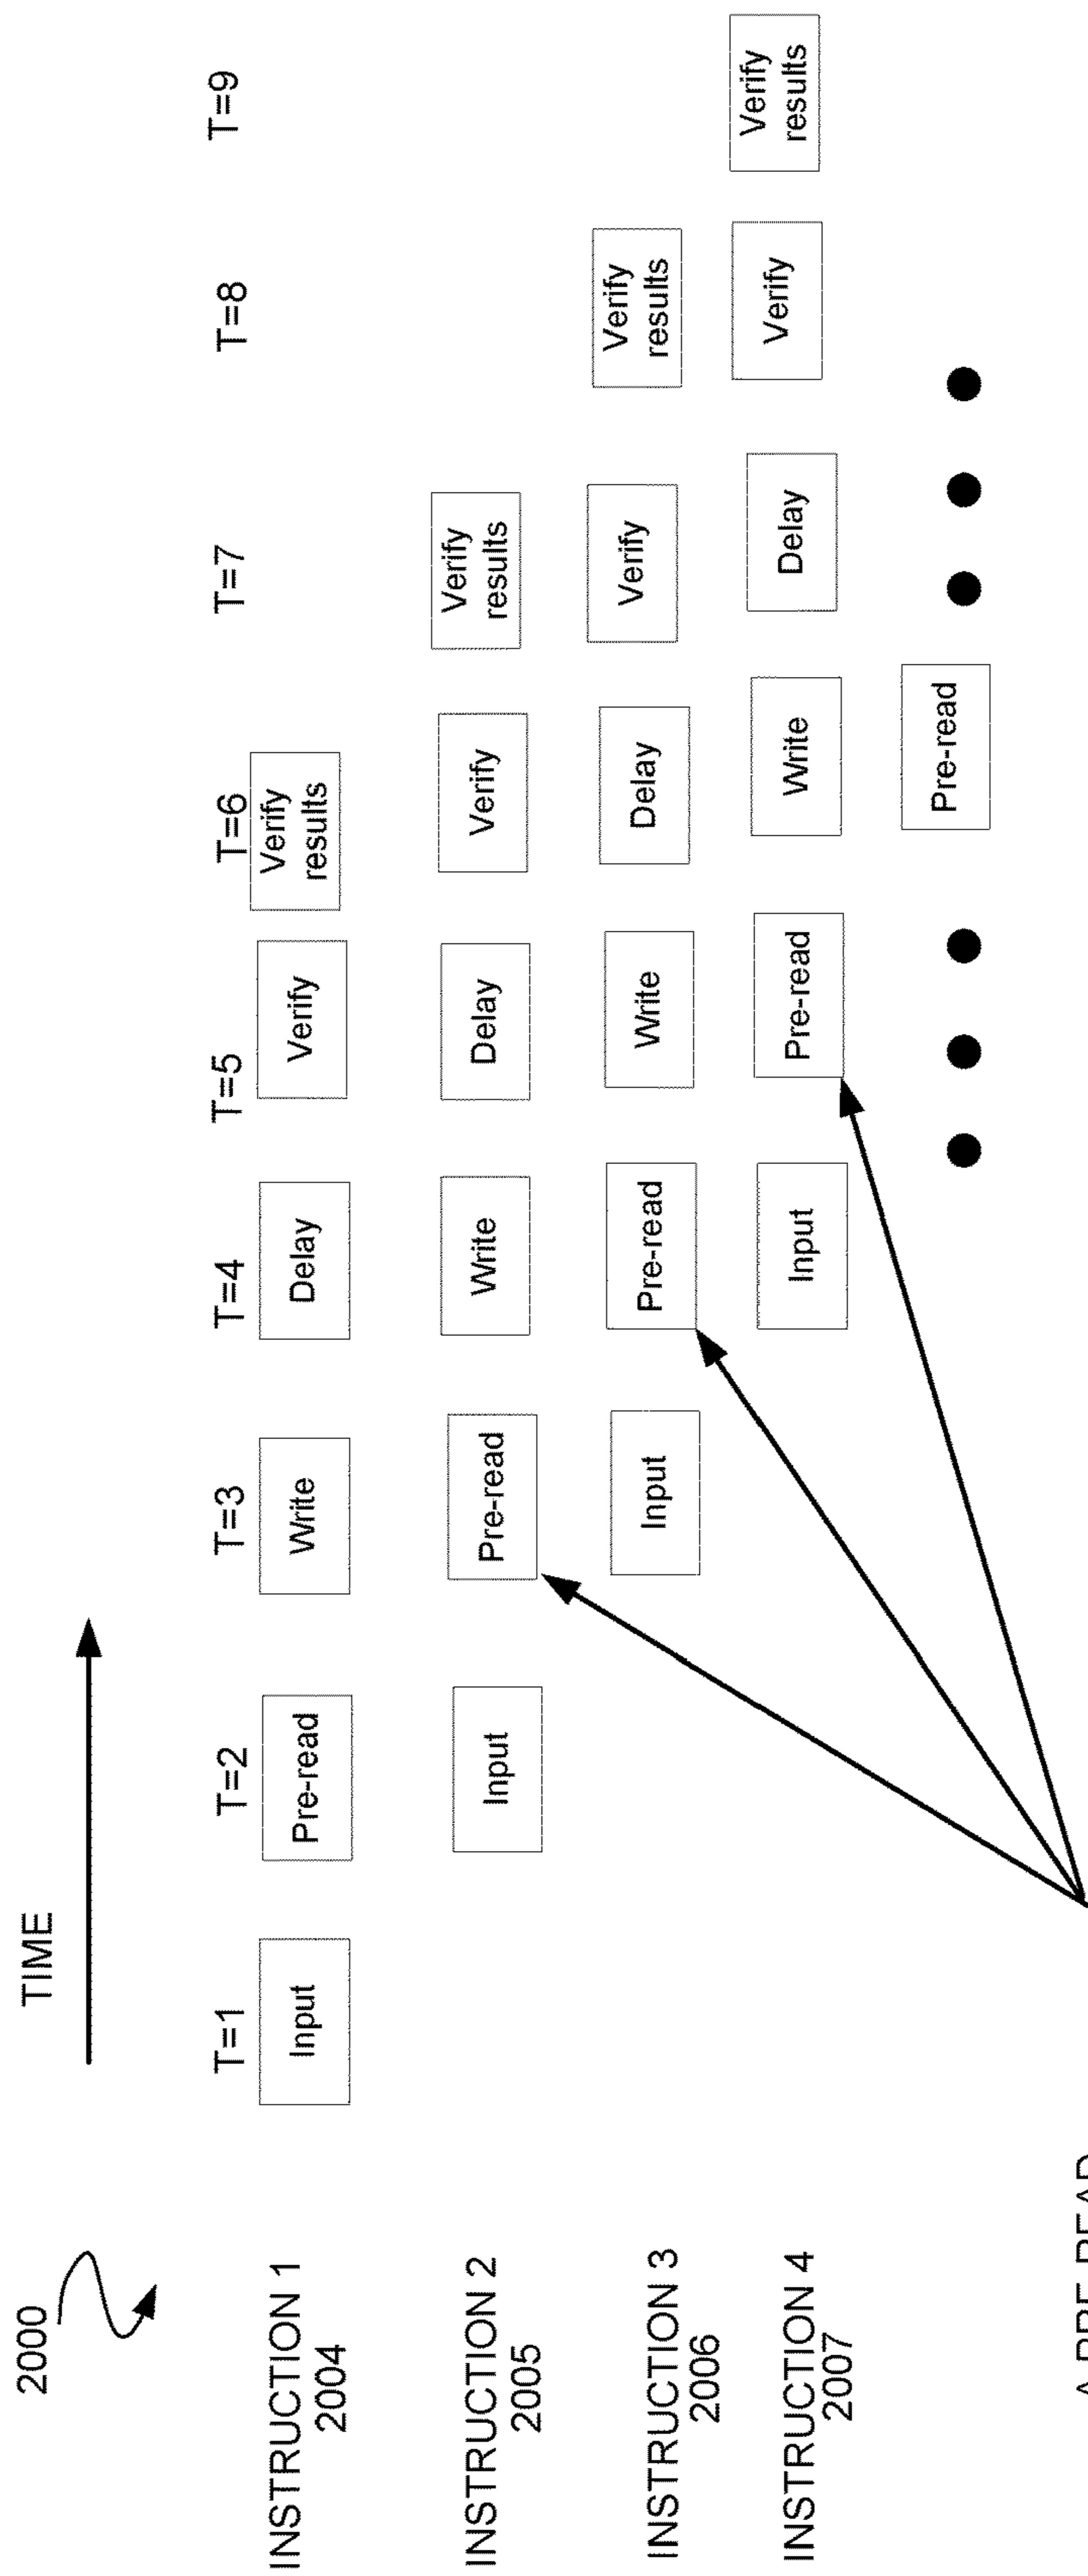 2000
TIME
T=1
T=2
T=3
T=4
T=5
T=6
T=7
T=8
T=9
INSTRUCTION 1
2004
Input
Pre-read
Write
Delay
Verify
Verify
results
INSTRUCTION 2
2005
Input
Pre-read
Write
Delay
Verify
Verify
results
INSTRUCTION 3
2006
Input
Pre-read
Write
Delay
Verify
Verify
results
INSTRUCTION 4
2007
Input
Pre-read
Write
Delay
Verify
Verify
results
Pre-read
A PRE-READ